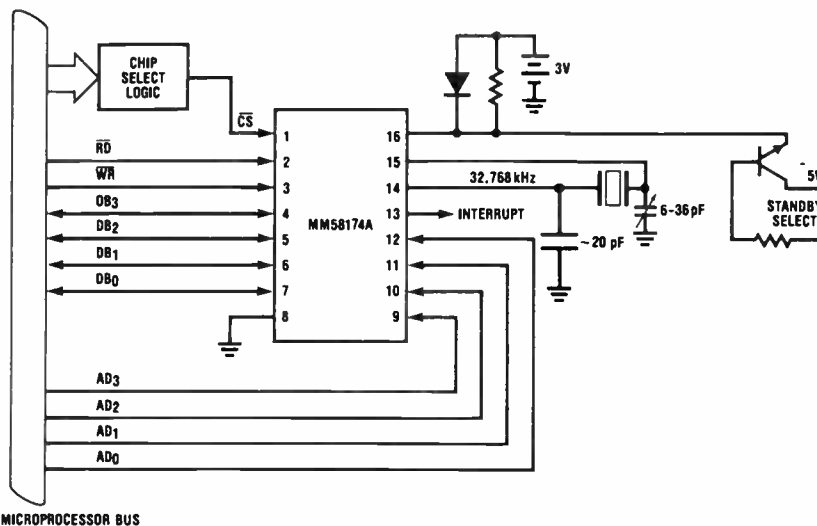 CHIP
SELECT
LOGIC
3V
CS
1
16
RD
2
15
WR
3
14
32.768 kHz
MM58174A
DB3
4
13
INTERRUPT
6-36pF
5V
STANDBY
SELECT
DB2
5
12
~20 pF
DB1
6
11
DB0
7
10
8
9
AD3
AD2
AD1
AD0
MICROPROCESSOR BUS